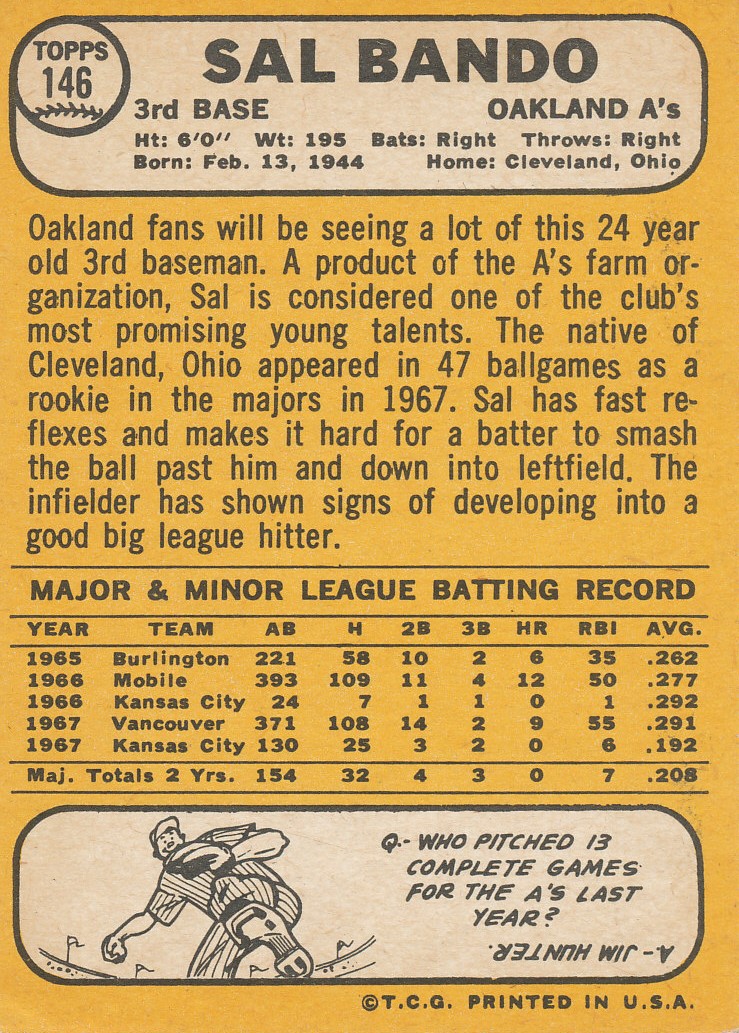 TOPPS
146
SAL BANDO
3rd BASE OAKLAND A's
Ht: 6'0'' Wt: 195 Bats: Right Throws: Right
Born: Feb. 13, 1944 Home: Cleveland, Ohio
Oakland fans will be seeing a lot of this 24 year
old 3rd baseman. A product of the A's farm or-
ganization, Sal is considered one of the club's
most promising young talents. The native of
Cleveland, Ohio appeared in 47 ballgames as a
rookie in the majors in 1967. Sal has fast re-
flexes and makes it hard for a batter to smash
the ball past him and down into leftfield. The
infielder has shown signs of developing into a
good big league hitter.
MAJOR & MINOR LEAGUE BATTING RECORD
YEAR TEAM AB H 2B 3B HR RBI AVG.
1965 Burlington 221 58 10 2 6 35 .262
1966 Mobile 393 109 11 4 12 50 .277
1966 Kansas City 24 7 1 1 0 1 .292
1967 Vancouver 371 108 14 2 9 55 .291
1967 Kansas City 130 25 3 2 0 6 .192
Maj. Totals 2 Yrs. 154 32 4 3 0 7 .208
Q.- WHO PITCHED 13
COMPLETE GAMES
FOR THE A'S LAST
YEAR?
A- JIM HUNTER.
©T.C.G. PRINTED IN U.S.A.